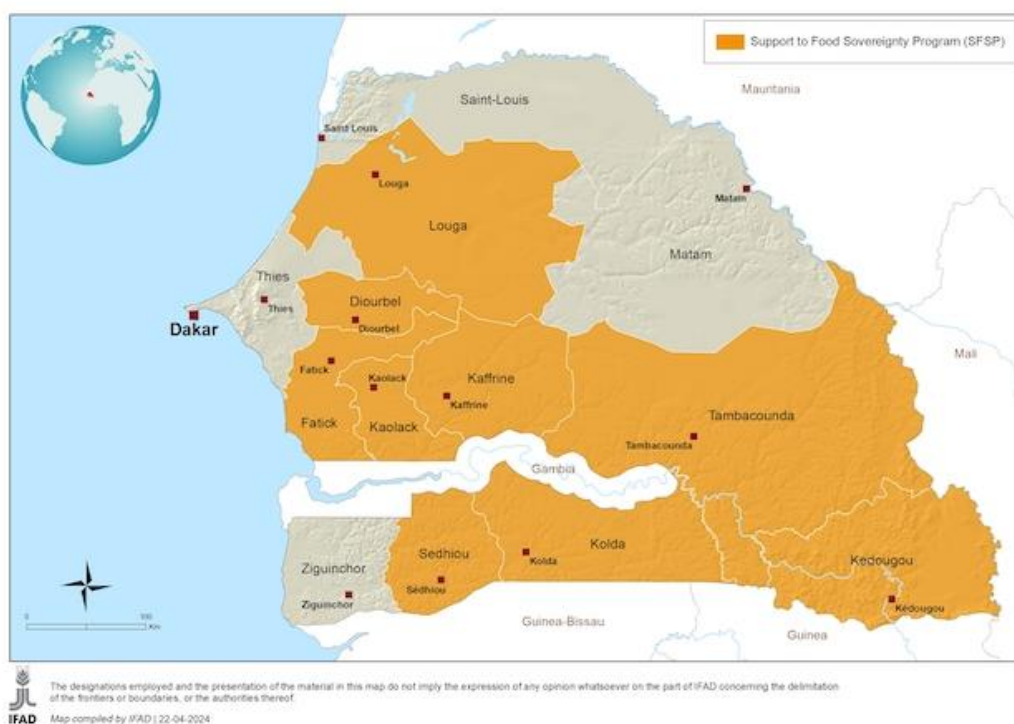 Support to Food Sovereignty Program (SFSP)
Mauritania
Saint-Louis
Saint Louis
Louga
Matam
Louga
Matam
Thies
Thies
Diourbel
Diourbel
Dakar
Mali
Fatick
Kaolack
Kaffrine
Kaffrine
Tambacounda
Fatick
Kaolack
Tambacounda
Gambia
Sedhiou
Kolda
Kolda
Kedougou
Ziguinchor
Sédhiou
Ziguinchor
Kédougou
Guinea-Bissau
Guinea
0
Km
The designations employed and the presentation of the material in this map do not imply the expression of any opinion whatsoever on the part of IFAD concerning the delimitation
of the frontiers or boundaries, or the authorities thereof.
IFAD Map compiled by IFAD | 22-04-2024